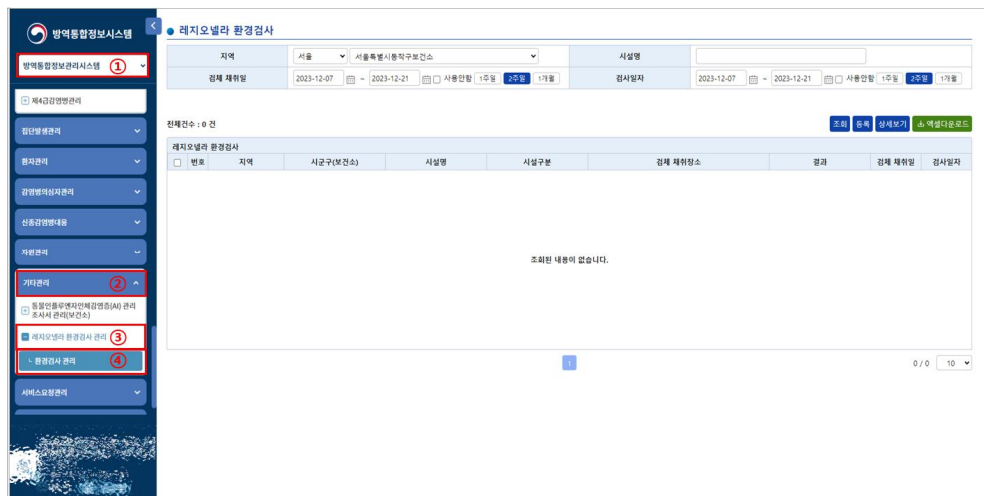 방역통합정보시스템
방역통합정보관리시스템 ①
제4급감염병관리
집단발생관리
환자관리
감염병의심자관리
신종감염병대응
자원관리
기타관리 ②
동물인플루엔자인체감염증(AI) 관리
조사서 관리(보건소)
레지오넬라 환경검사 관리 ③
└ 환경검사 관리 ④
서비스요청관리
레지오넬라 환경검사
지역 서울 서울특별시동작구보건소 시설명
검체 채취일 2023-12-07 ~ 2023-12-21 사용안함 1주일 2주일 1개월 검사일자 2023-12-07 ~ 2023-12-21 사용안함 1주일 2주일 1개월
전체건수 : 0 건 조회 등록 상세보기 엑셀다운로드
레지오넬라 환경검사
번호 지역 시군구(보건소) 시설명 시설구분 검체 채취장소 결과 검체 채취일 검사일자
조회된 내용이 없습니다.
1 0 / 0 10